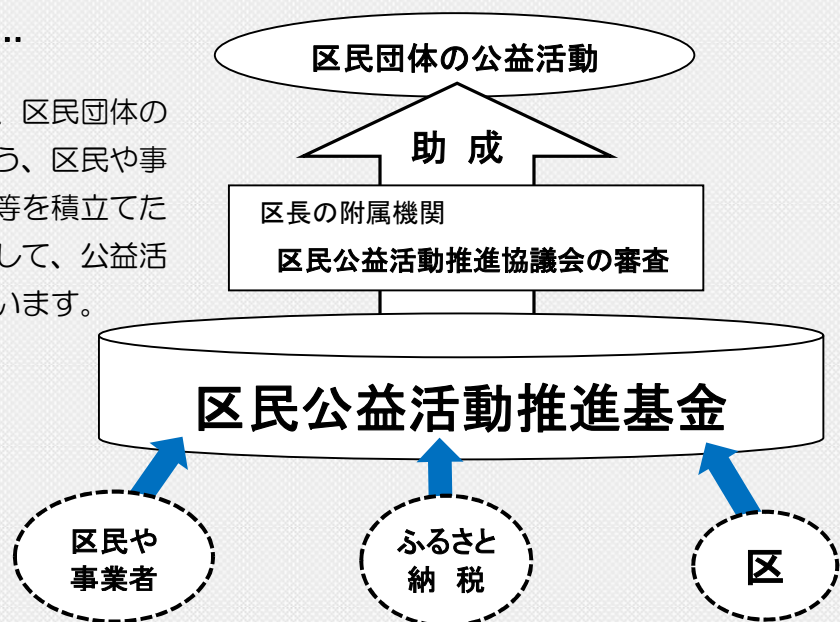 ..
区民団体の公益活動
、区民団体の
う、区民や事
等を積立てた
して、公益活
います。
助 成
区長の附属機関
区民公益活動推進協議会の審査
区民公益活動推進基金
区民や
事業者
ふるさと
納 税
区